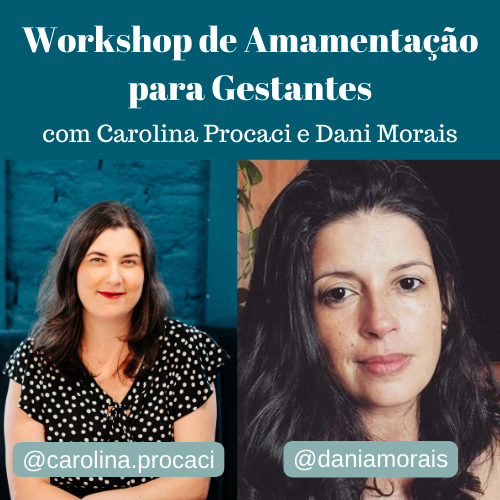 Workshop de Amamentação
para Gestantes
com Carolina Procaci e Dani Morais
@carolina.procaci
@daniamorais